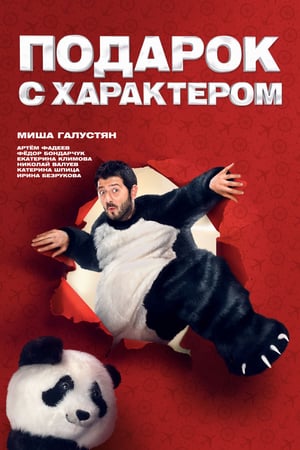 ПОДАРОК
С ХАРАКТЕРОМ
МИША ГАЛУСТЯН
АРТЁМ ФАДЕЕВ
ФЁДОР БОНДАРЧУК
ЕКАТЕРИНА КЛИМОВА
НИКОЛАЙ ВАЛУЕВ
КАТЕРИНА ШПИЦА
ИРИНА БЕЗРУКОВА